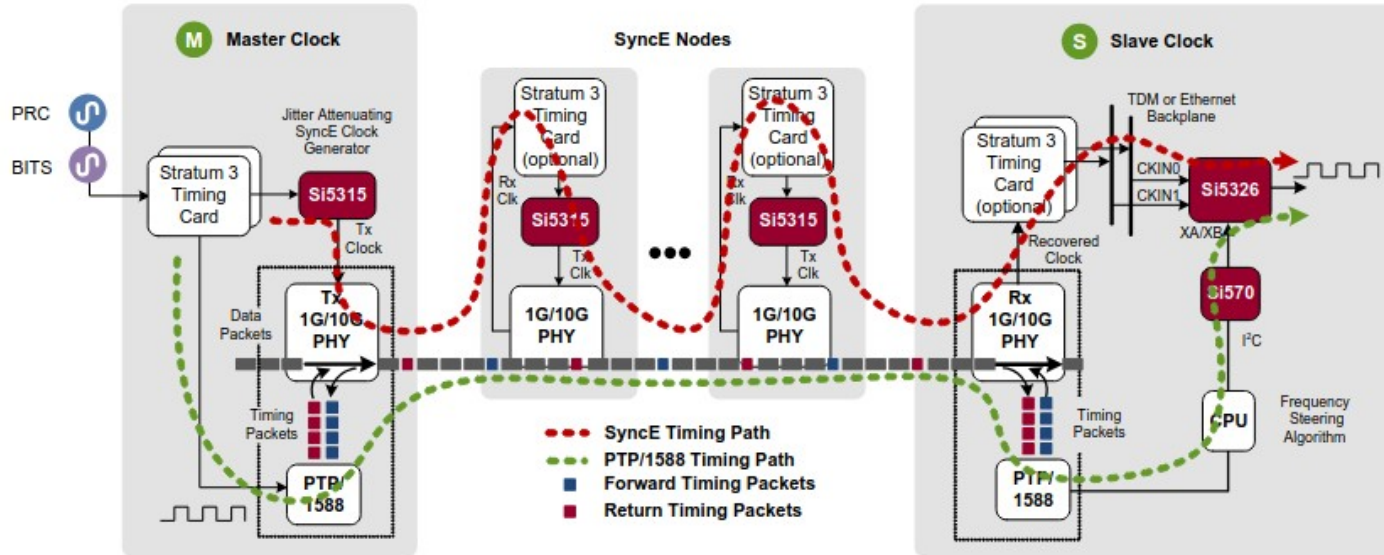 M Master Clock
SyncE Nodes
S Slave Clock
PRC
BITS
Jitter Attenuating
SyncE Clock
Generator
Stratum 3
Timing
Card
Si5315
Tx
Clock
Data
Packets
Tx
1G/10G
PHY
Timing
Packets
PTP/
1588
Stratum 3
Timing
Card
(optional)
Rx
Clk
Si5315
Tx
Clk
1G/10G
PHY
Stratum 3
Timing
Card
(optional)
Rx
Clk
Si5315
Tx
Clk
1G/10G
PHY
SyncE Timing Path
PTP/1588 Timing Path
Forward Timing Packets
Return Timing Packets
TDM or Ethernet
Backplane
Stratum 3
Timing
Card
(optional)
CKIN0
CKIN1
Si5326
XA/XB
Recovered
Clock
Rx
1G/10G
PHY
Si570
I²C
Timing
Packets
CPU
Frequency
Steering
Algorithm
PTP/
1588